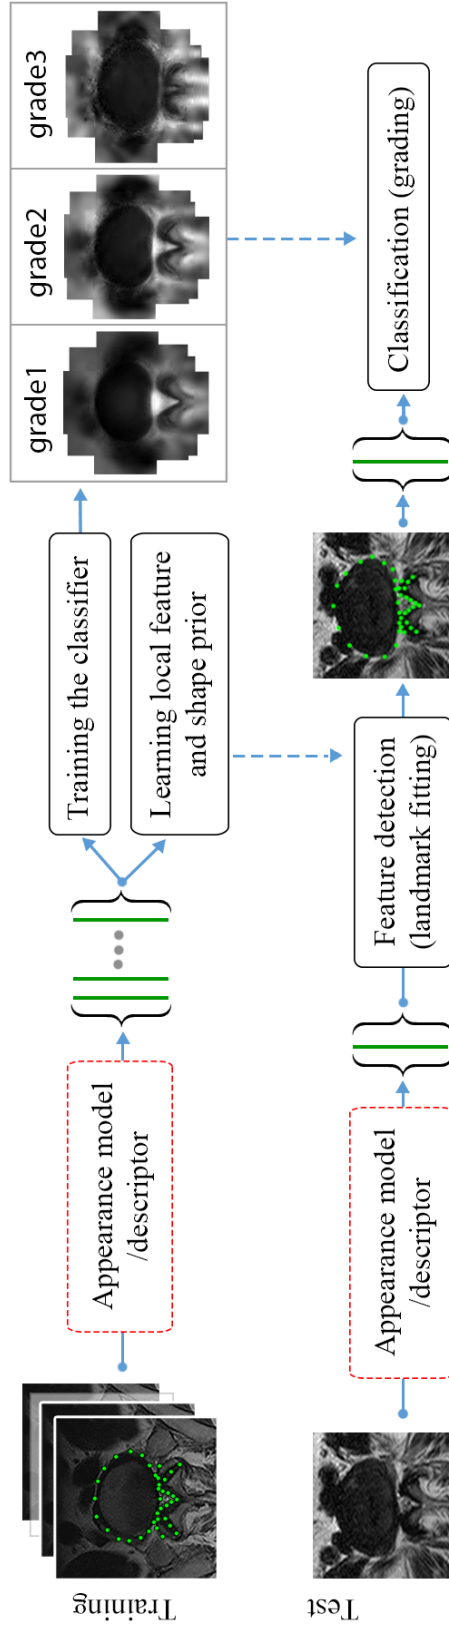 Training
Appearance model
/descriptor
Training the classifier
Learning local feature
and shape prior
grade1
grade2
grade3
Test
Appearance model
/descriptor
Feature detection
(landmark fitting)
Classification (grading)